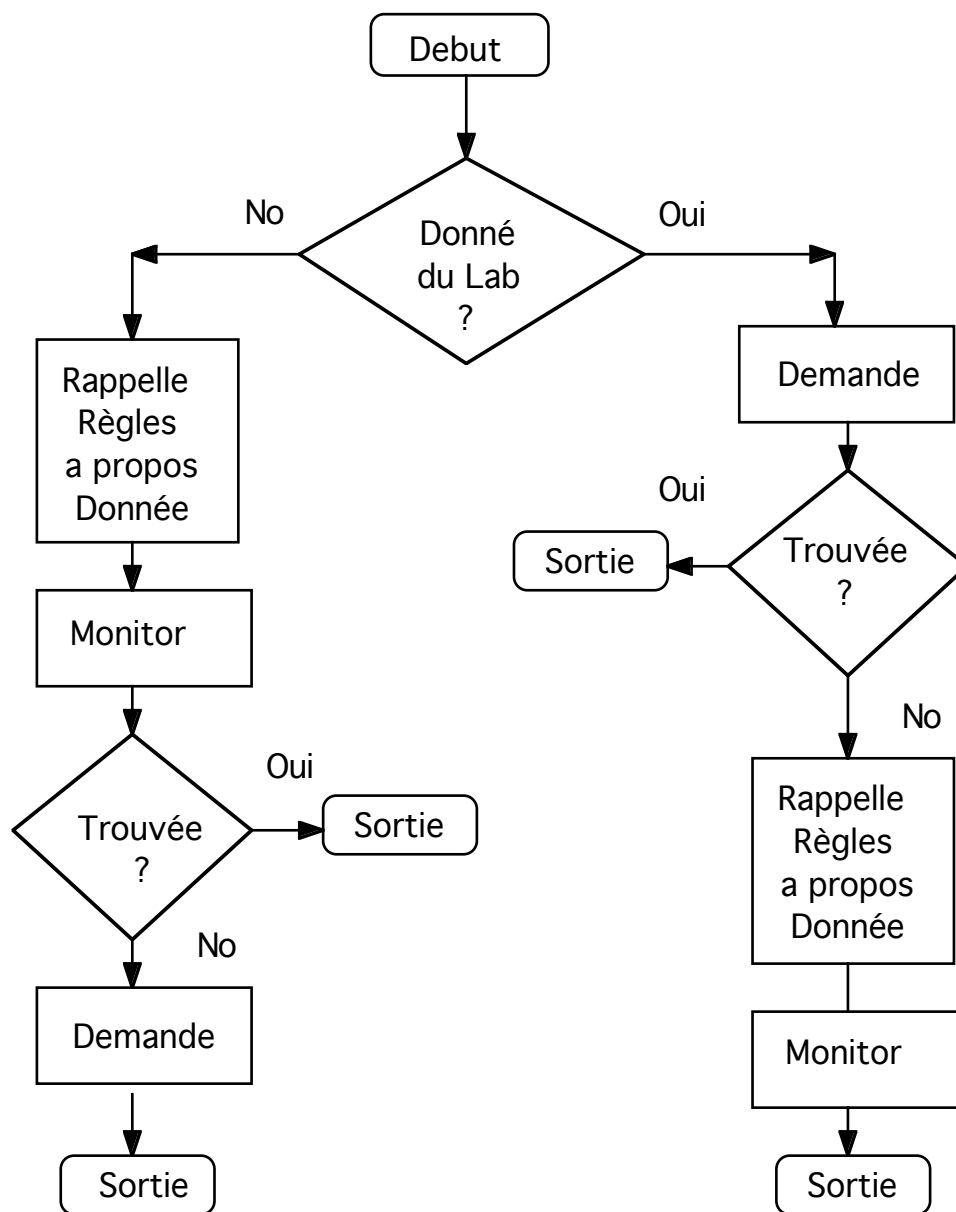 Debut
No
Oui
Donné
du Lab
?
Rappelle
Règles
a propos
Donnée
Demande
Oui
Trouvée
?
Sortie
Monitor
No
Oui
Trouvée
?
Sortie
Rappelle
Règles
a propos
Donnée
No
Demande
Monitor
Sortie
Sortie